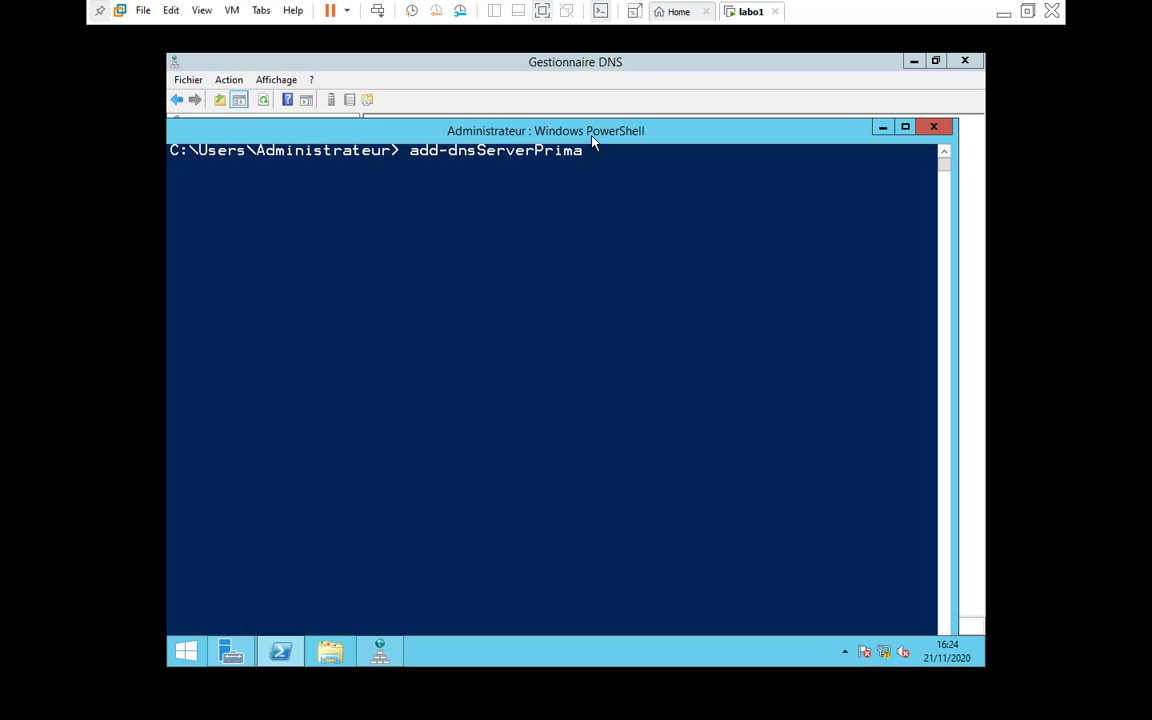 File Edit View VM Tabs Help Home labo1
Gestionnaire DNS
Fichier Action Affichage ?
Administrateur : Windows PowerShell
C:\Users\Administrateur> add-dnsServerPrima
16:24
21/11/2020